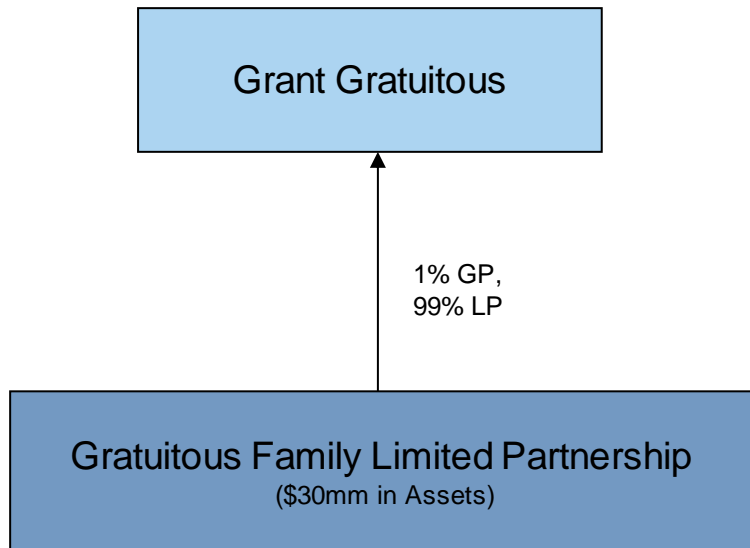 Grant Gratuitous
1% GP,
99% LP
Gratuitous Family Limited Partnership
($30mm in Assets)